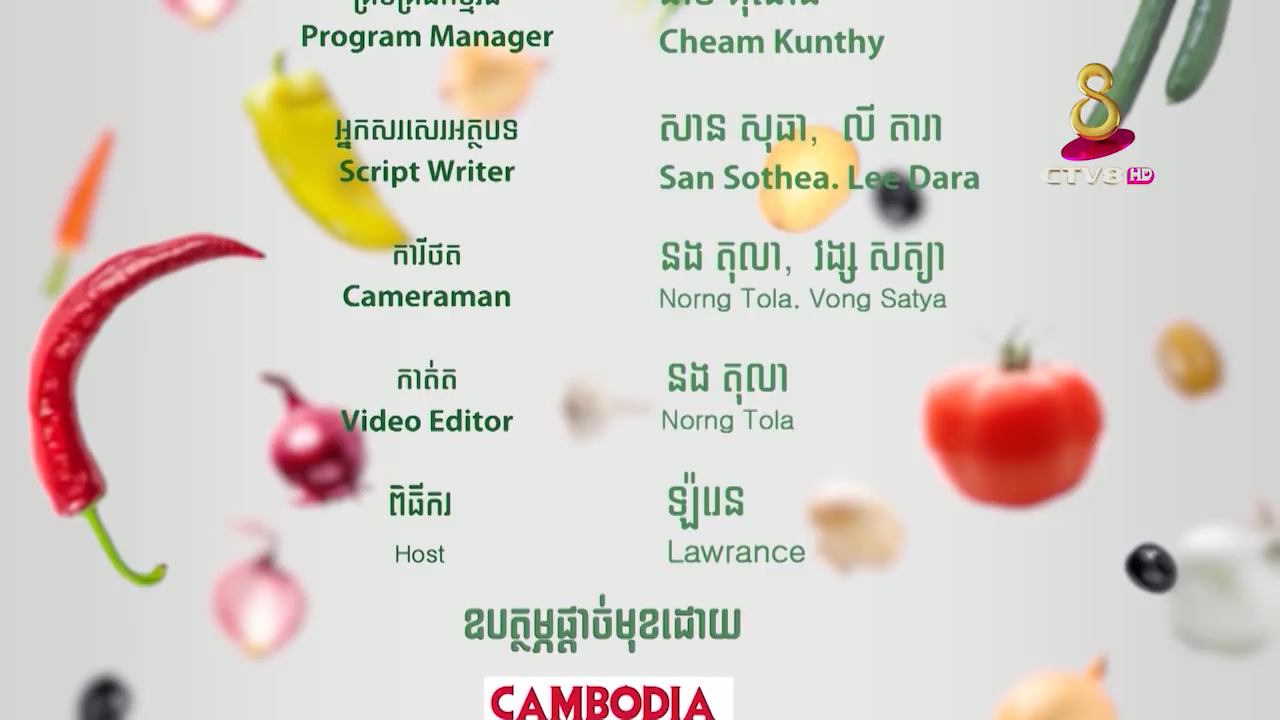 Program Manager
Cheam Kunthy
អ្នកសរសេរអត្ថបទ
សាន សុធា, លី តារា
Script Writer
San Sothea. Lee Dara
CTV8 HD
ការីថត
នង តុលា, វង្ស សត្យា
Cameraman
Norng Tola. Vong Satya
កាត់ត
នង តុលា
Video Editor
Norng Tola
ពិធីករ
ឡ៉រេន
Host
Lawrance
ឧបត្ថម្ភផ្តាច់មុខដោយ
CAMBODIA